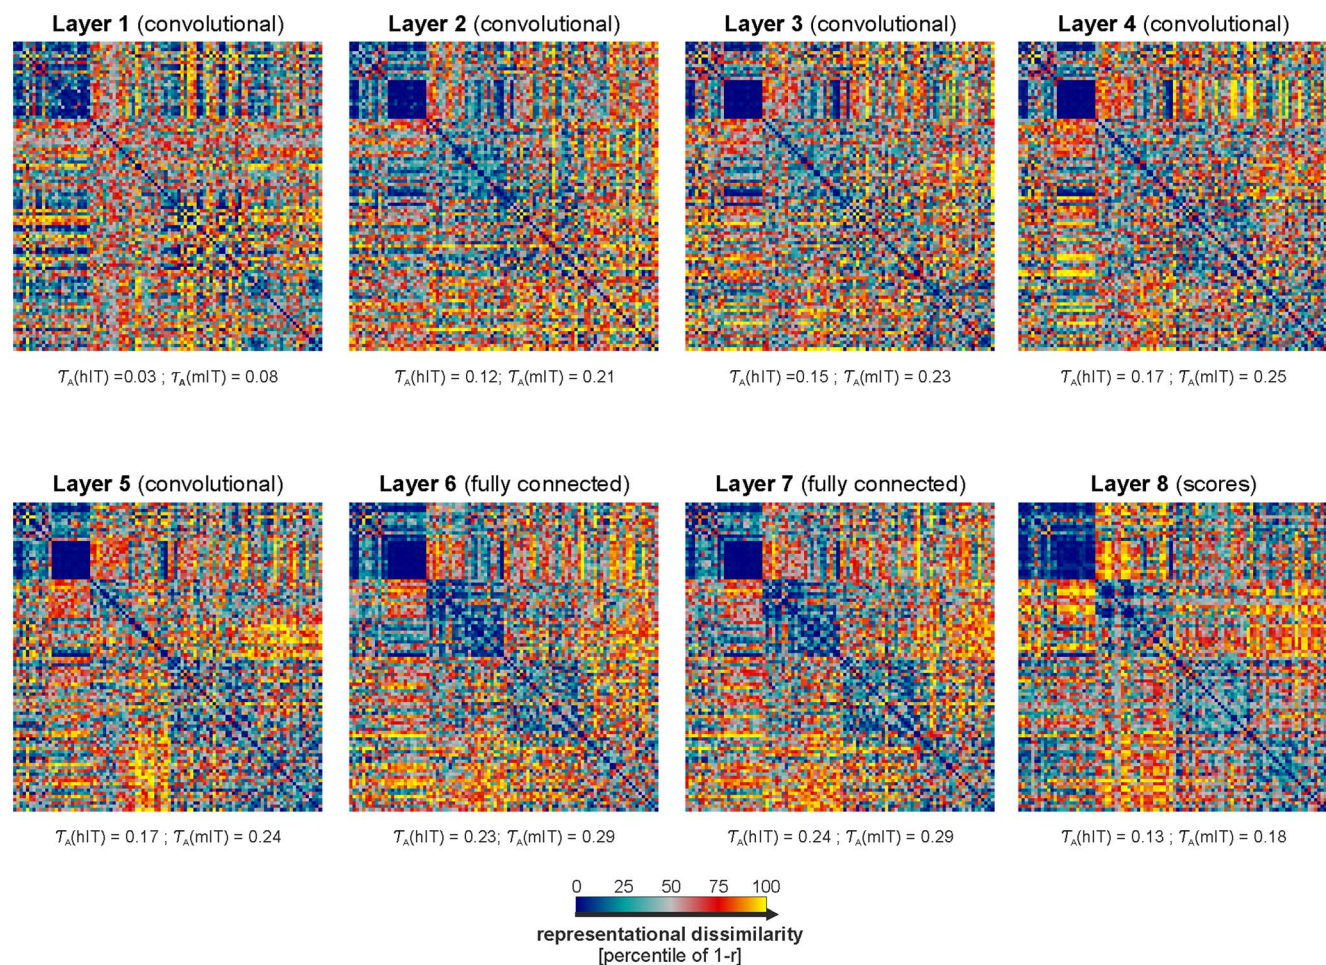 Layer 1 (convolutional)
Layer 2 (convolutional)
Layer 3 (convolutional)
Layer 4 (convolutional)
τA(hIT) =0.03 ; τA(mIT) = 0.08
τA(hIT) = 0.12; τA(mIT) = 0.21
τA(hIT) =0.15 ; τA(mIT) = 0.23
τA(hIT) = 0.17 ; τA(mIT) = 0.25
Layer 5 (convolutional)
Layer 6 (fully connected)
Layer 7 (fully connected)
Layer 8 (scores)
τA(hIT) = 0.17 ; τA(mIT) = 0.24
τA(hIT) = 0.23; τA(mIT) = 0.29
τA(hIT) = 0.24 ; τA(mIT) = 0.29
τA(hIT) = 0.13 ; τA(mIT) = 0.18
0 25 50 75 100
representational dissimilarity
[percentile of 1-r]